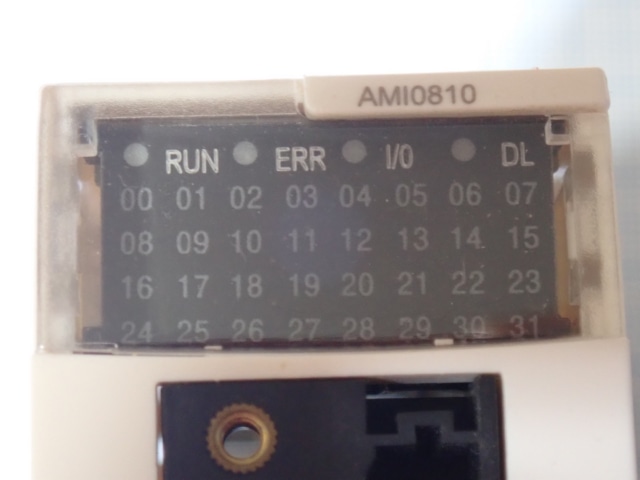 AMI0810
RUN ERR I/0 DL
00 01 02 03 04 05 06 07
08 09 10 11 12 13 14 15
16 17 18 19 20 21 22 23
24 25 26 27 28 29 30 31